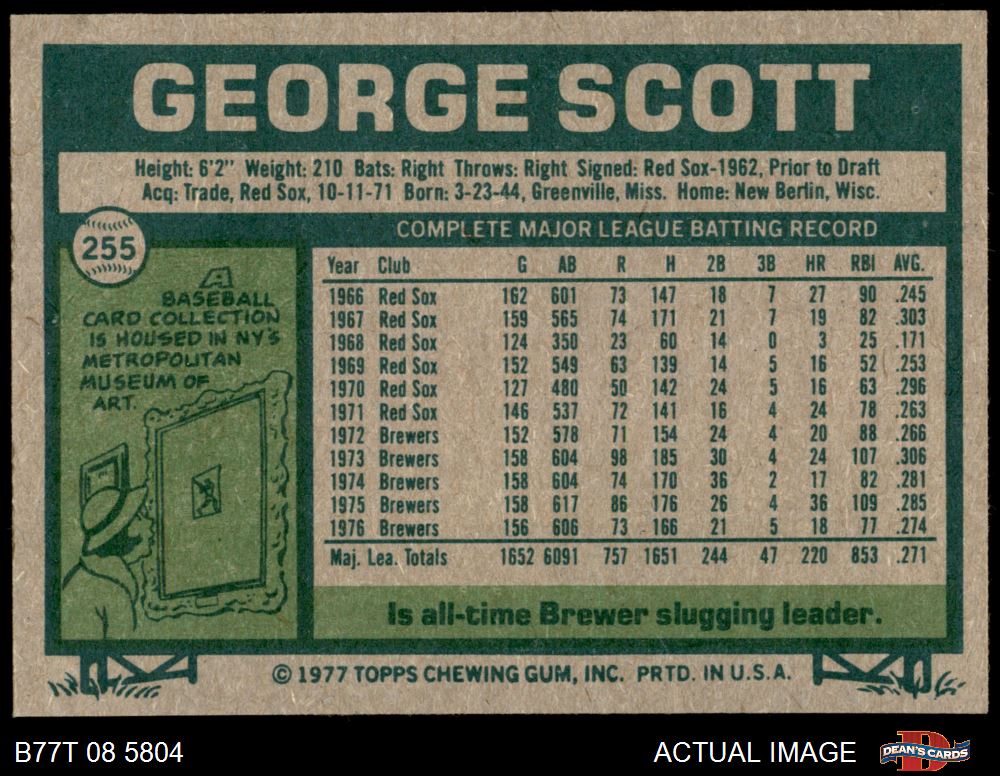 GEORGE SCOTT
Height: 6'2" Weight: 210 Bats: Right Throws: Right Signed: Red Sox-1962, Prior to Draft
Acq: Trade, Red Sox, 10-11-71 Born: 3-23-44, Greenville, Miss. Home: New Berlin, Wisc.
255
A
BASEBALL
CARD COLLECTION
IS HOUSED IN NY'S
METROPOLITAN
MUSEUM OF
ART.
COMPLETE MAJOR LEAGUE BATTING RECORD
Year Club G AB R H 2B 3B HR RBI AVG.
1966 Red Sox 162 601 73 147 18 7 27 90 .245
1967 Red Sox 159 565 74 171 21 7 19 82 .303
1968 Red Sox 124 350 23 60 14 0 3 25 .171
1969 Red Sox 152 549 63 139 14 5 16 52 .253
1970 Red Sox 127 480 50 142 24 5 16 63 .296
1971 Red Sox 146 537 72 141 16 4 24 78 .263
1972 Brewers 152 578 71 154 24 4 20 88 .266
1973 Brewers 158 604 98 185 30 4 24 107 .306
1974 Brewers 158 604 74 170 36 2 17 82 .281
1975 Brewers 158 617 86 176 26 4 36 109 .285
1976 Brewers 156 606 73 166 21 5 18 77 .274
Maj. Lea. Totals 1652 6091 757 1651 244 47 220 853 .271
Is all-time Brewer slugging leader.
© 1977 TOPPS CHEWING GUM, INC. PRTD. IN U.S.A.
B77T 08 5804
ACTUAL IMAGE
D
DEAN'S CARDS